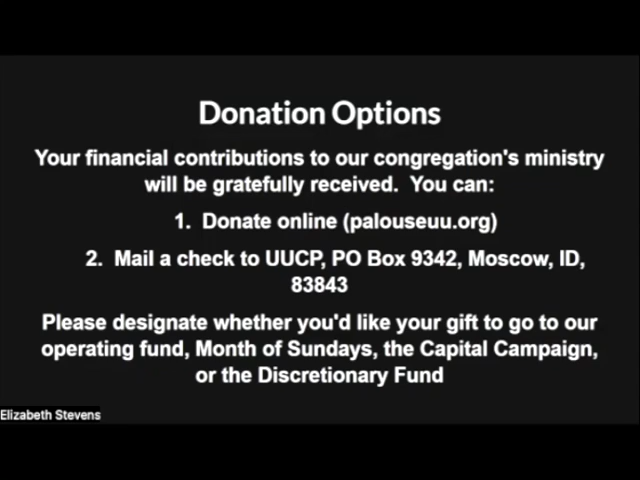 Donation Options
Your financial contributions to our congregation's ministry
will be gratefully received. You can:
1. Donate online (palouseuu.org)
2. Mail a check to UUCP, PO Box 9342, Moscow, ID,
83843
Please designate whether you'd like your gift to go to our
operating fund, Month of Sundays, the Capital Campaign,
or the Discretionary Fund
Elizabeth Stevens